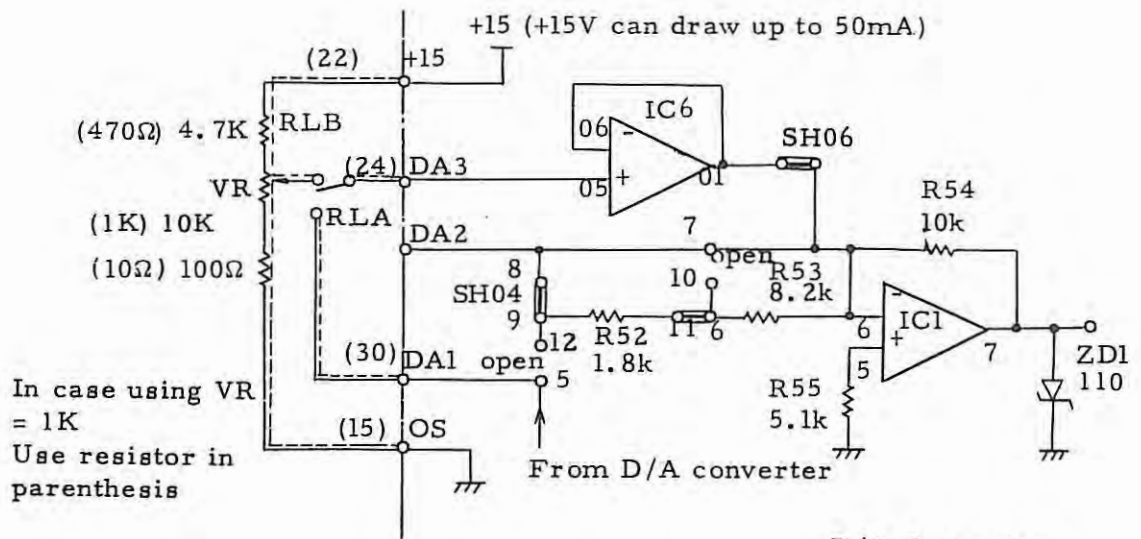 +15 (+15V can draw up to 50mA)
(22) +15
(470Ω) 4.7K RLB
IC6
06 -
05 +
01
SH06
(24) DA3
VR
(1K) 10K
RLA
(10Ω) 100Ω
DA2
R54
10k
7
open
8
10
R53
8.2k
SH04
9
R52
1.8k
11
6
12
-
IC1
6
+
5
7
(30) DA1
open
5
ZD1
110
R55
5.1k
In case using VR
= 1K
Use resistor in
parenthesis
(15) OS
From D/A converter